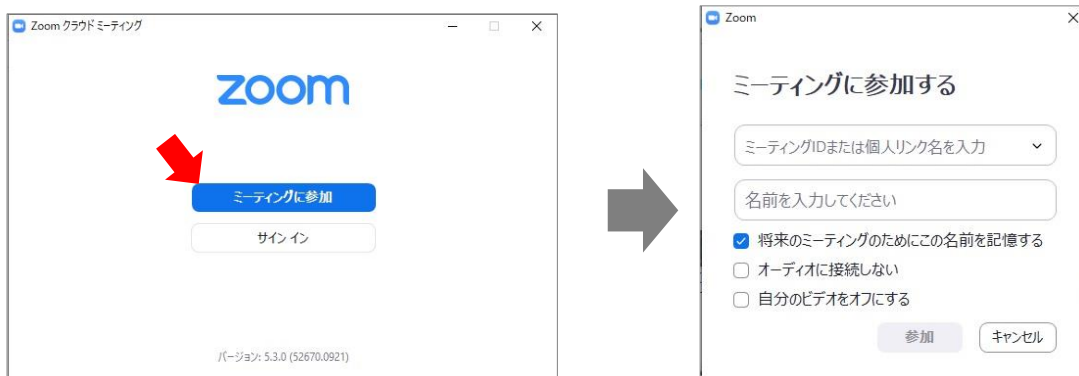 Zoom クラウド ミーティング
zoom
ミーティングに参加
サイン イン
バージョン: 5.3.0 (52670.0921)
Zoom
ミーティングに参加する
ミーティングIDまたは個人リンク名を入力
名前を入力してください
将来のミーティングのためにこの名前を記憶する
オーディオに接続しない
自分のビデオをオフにする
参加 キャンセル